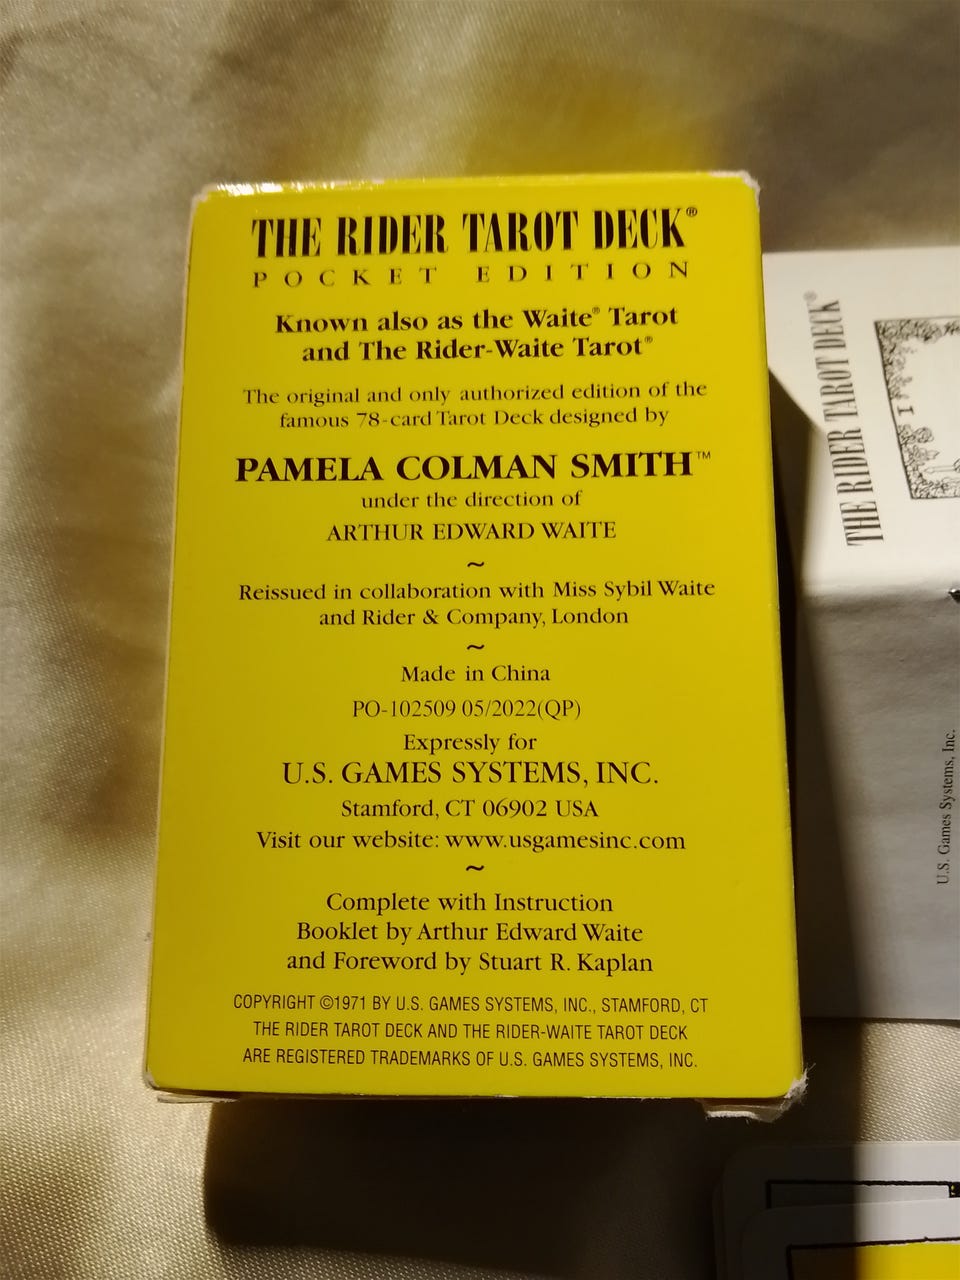 THE RIDER TAROT DECK®
POCKET EDITION
Known also as the Waite® Tarot
and The Rider-Waite Tarot®
The original and only authorized edition of the
famous 78-card Tarot Deck designed by
PAMELA COLMAN SMITH™
under the direction of
ARTHUR EDWARD WAITE
~
Reissued in collaboration with Miss Sybil Waite
and Rider & Company, London
~
Made in China
PO-102509 05/2022(QP)
Expressly for
U.S. GAMES SYSTEMS, INC.
Stamford, CT 06902 USA
Visit our website: www.usgamesinc.com
~
Complete with Instruction
Booklet by Arthur Edward Waite
and Foreword by Stuart R. Kaplan
COPYRIGHT ©1971 BY U.S. GAMES SYSTEMS, INC., STAMFORD, CT
THE RIDER TAROT DECK AND THE RIDER-WAITE TAROT DECK
ARE REGISTERED TRADEMARKS OF U.S. GAMES SYSTEMS, INC.
THE RIDER TAROT DECK®
I
U.S. Games Systems, Inc.